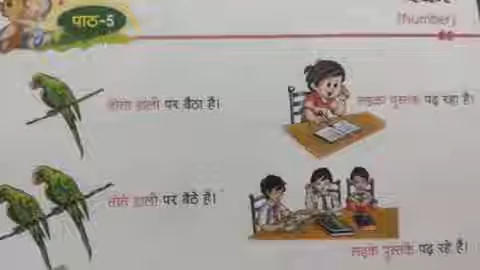 पाठ-5
(Number)
तोता डाली पर बैठा है।
लड़का पुस्तक पढ़ रहा है।
तोते डाली पर बैठे हैं।
लड़के पुस्तकें पढ़ रहे हैं।